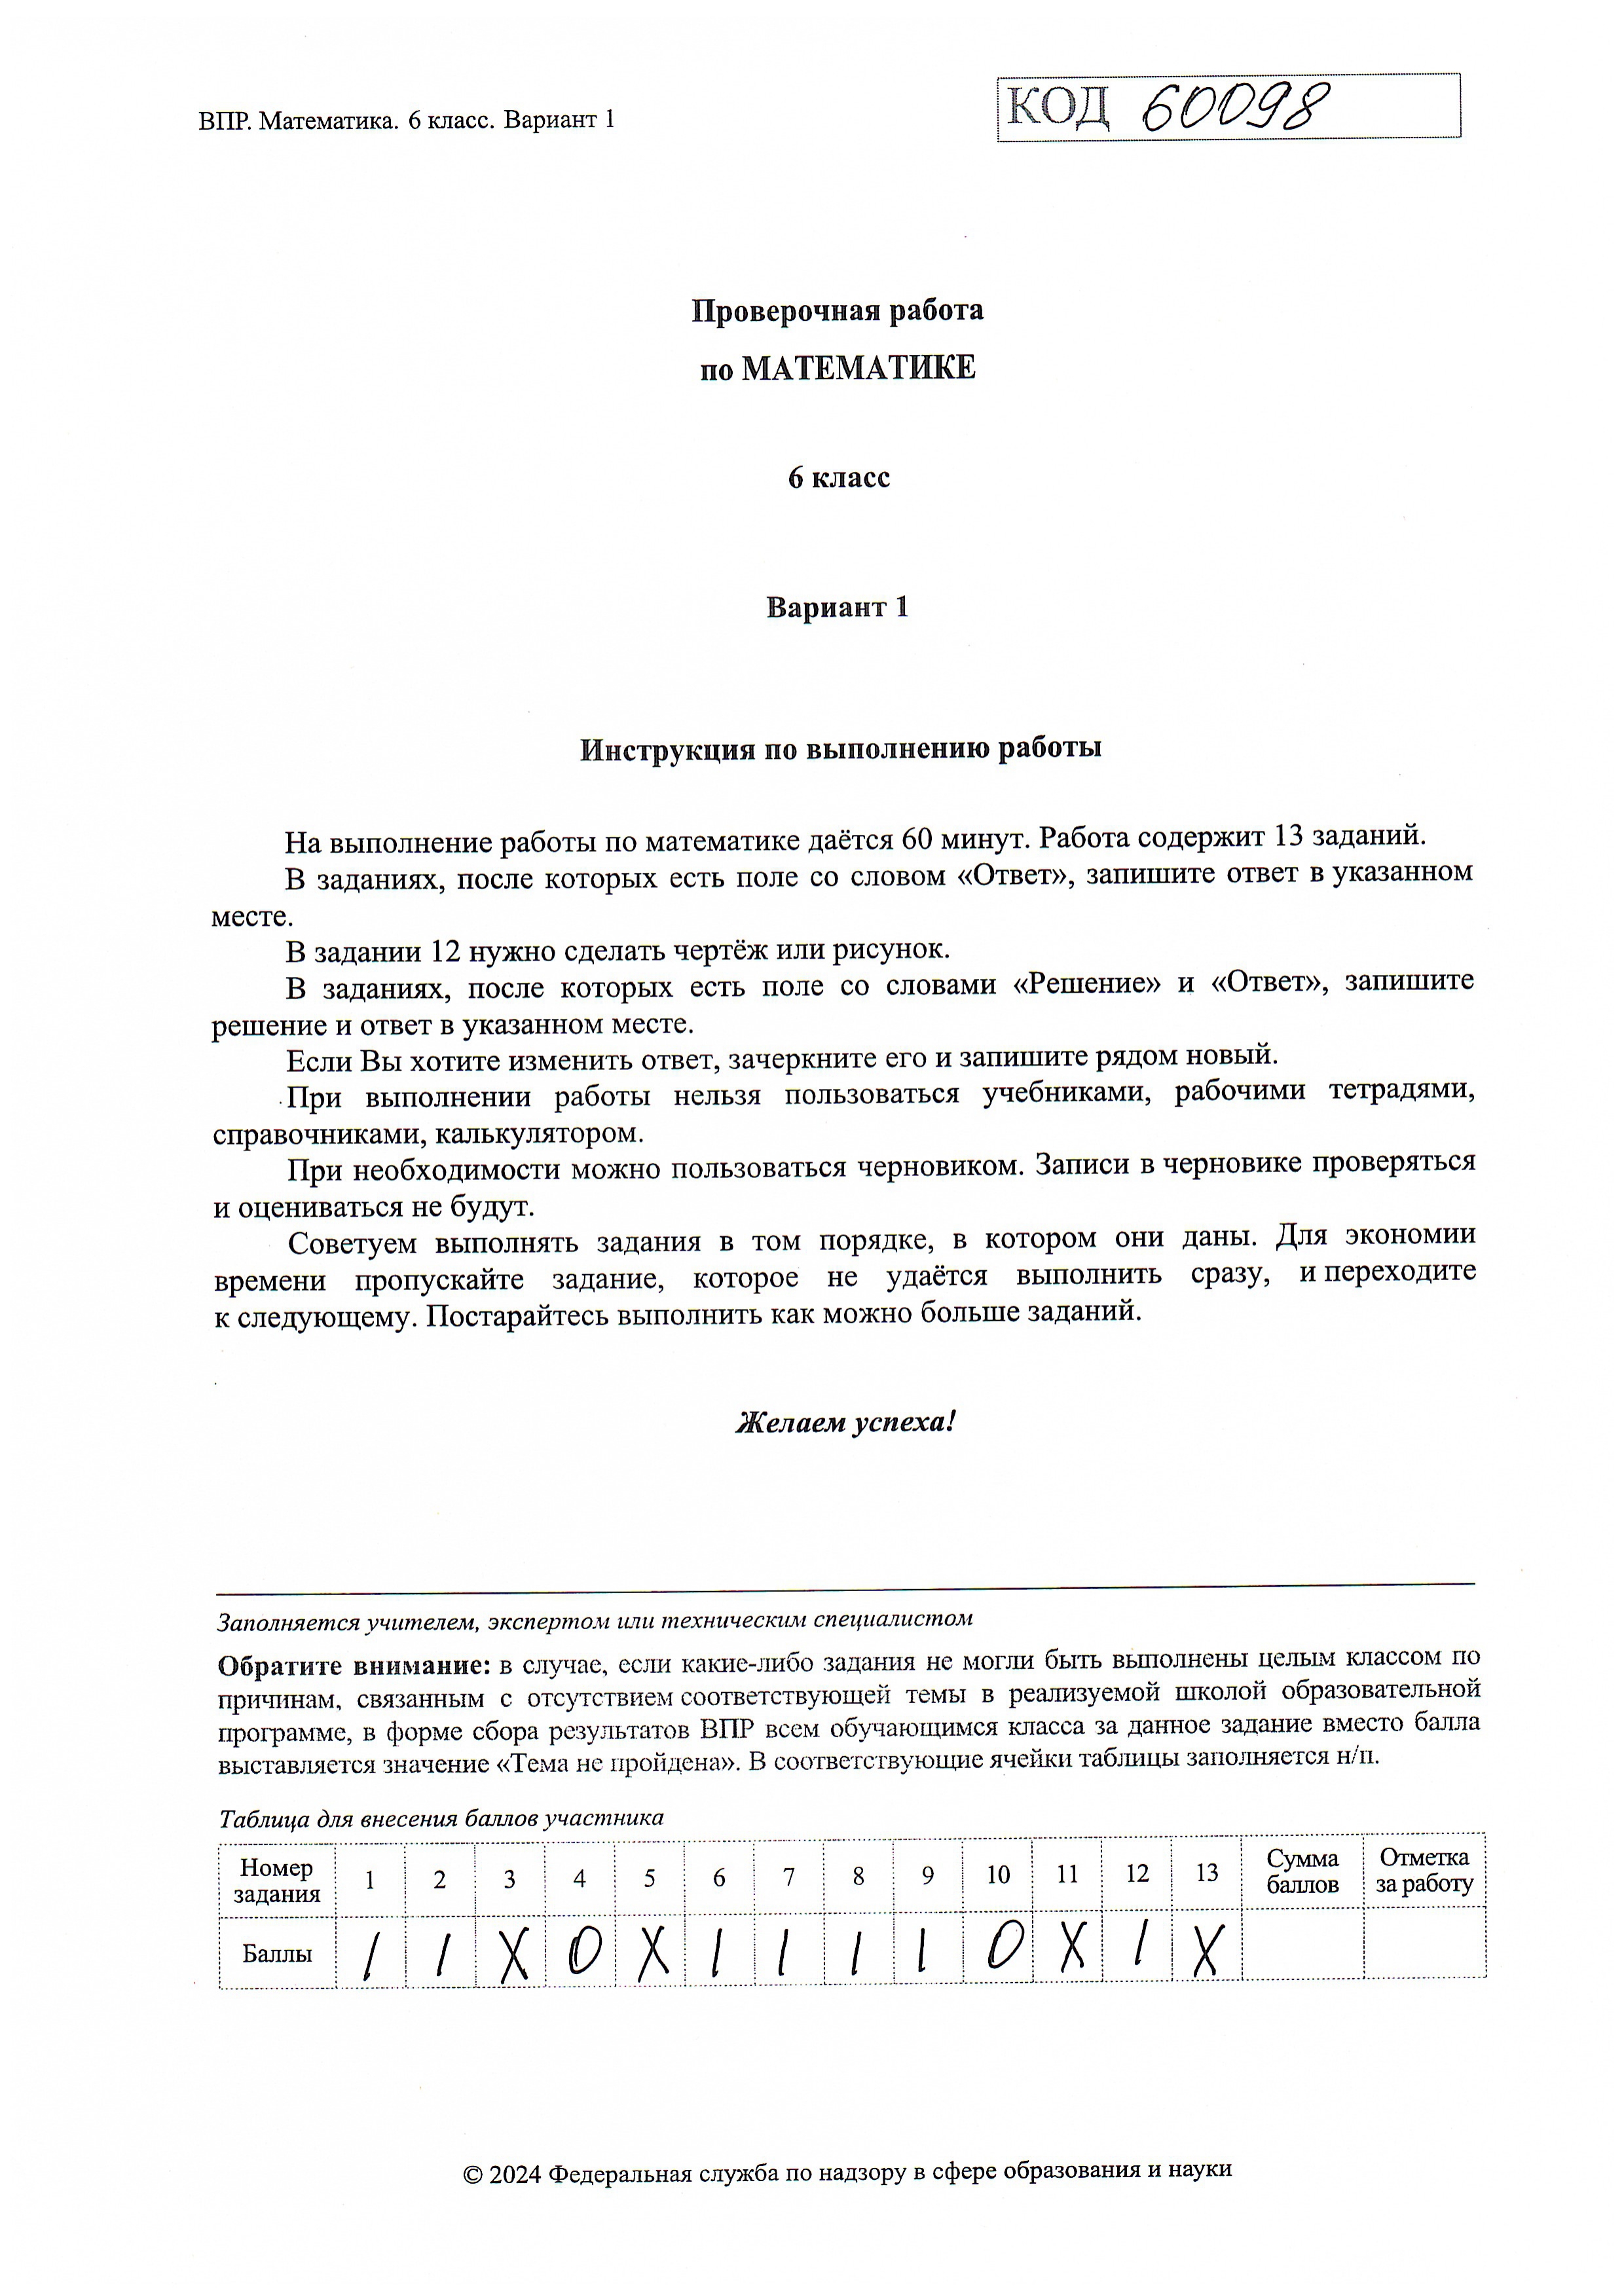 ВПР. Математика. 6 класс. Вариант 1
КОД 60098
Проверочная работа
по МАТЕМАТИКЕ
6 класс
Вариант 1
Инструкция по выполнению работы
На выполнение работы по математике даётся 60 минут. Работа содержит 13 заданий.
В заданиях, после которых есть поле со словом «Ответ», запишите ответ в указанном
месте.
В задании 12 нужно сделать чертёж или рисунок.
В заданиях, после которых есть поле со словами «Решение» и «Ответ», запишите
решение и ответ в указанном месте.
Если Вы хотите изменить ответ, зачеркните его и запишите рядом новый.
При выполнении работы нельзя пользоваться учебниками, рабочими тетрадями,
справочниками, калькулятором.
При необходимости можно пользоваться черновиком. Записи в черновике проверяться
и оцениваться не будут.
Советуем выполнять задания в том порядке, в котором они даны. Для экономии
времени пропускайте задание, которое не удаётся выполнить сразу, и переходите
к следующему. Постарайтесь выполнить как можно больше заданий.
Желаем успеха!
Заполняется учителем, экспертом или техническим специалистом
Обратите внимание: в случае, если какие-либо задания не могли быть выполнены целым классом по
причинам, связанным с отсутствием соответствующей темы в реализуемой школой образовательной
программе, в форме сбора результатов ВПР всем обучающимся класса за данное задание вместо балла
выставляется значение «Тема не пройдена». В соответствующие ячейки таблицы заполняется н/п.
Таблица для внесения баллов участника
Номер задания 1 2 3 4 5 6 7 8 9 10 11 12 13 Сумма баллов Отметка за работу
Баллы 1 1 X 0 X 1 1 1 1 0 X 1 X
© 2024 Федеральная служба по надзору в сфере образования и науки